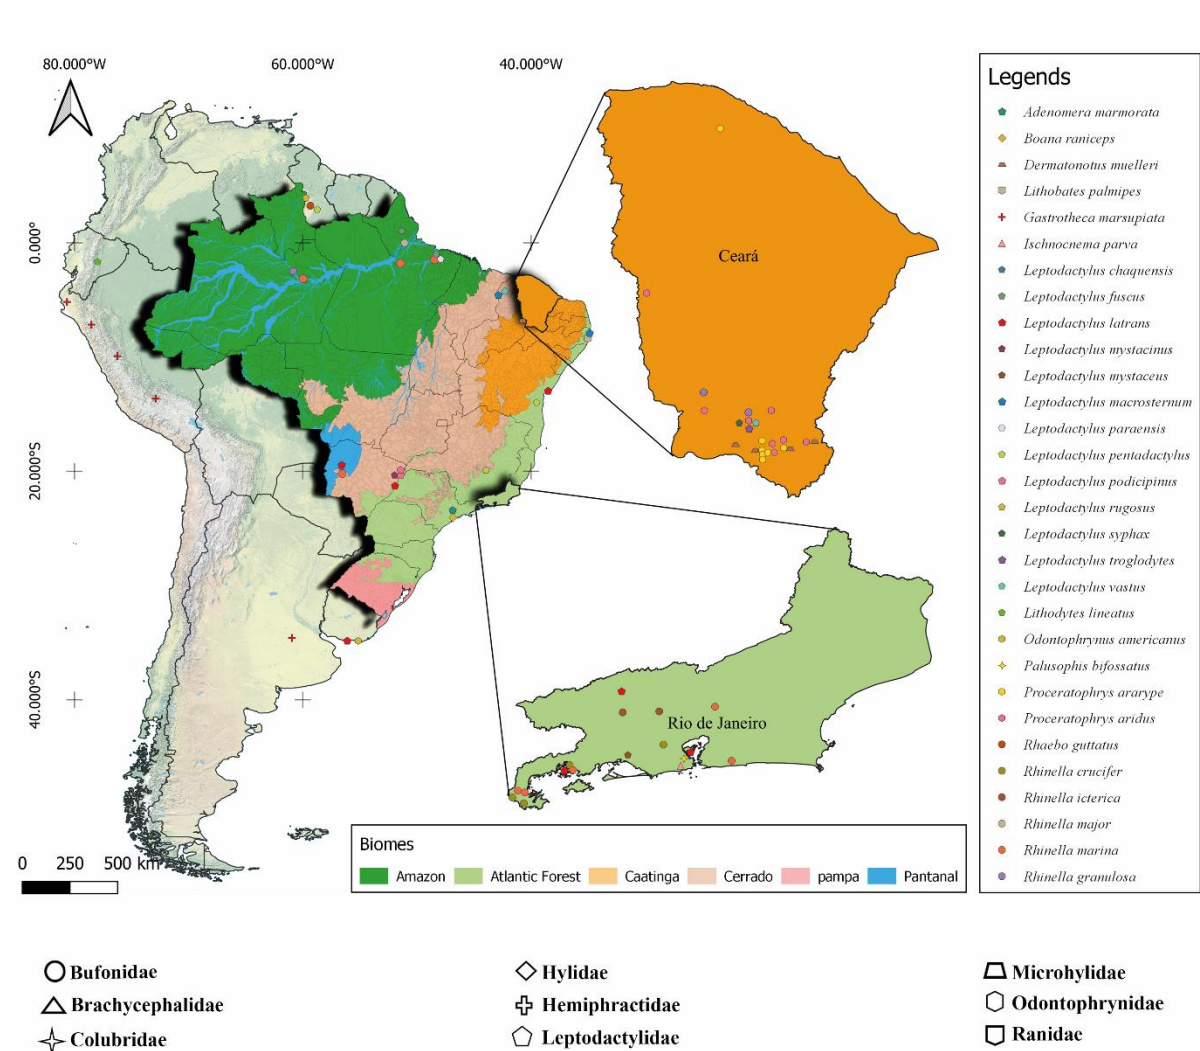 80.000°W 60.000°W 40.000°W
0.000°
20.000°S
40.000°S
Ceará
Rio de Janeiro
0 250 500 km
Legends
Adenomera marmorata
Boana raniceps
Dermatonotus muelleri
Lithobates palmipes
Gastrotheca marsupiata
Ischnocnema parva
Leptodactylus chaquensis
Leptodactylus fuscus
Leptodactylus latrans
Leptodactylus mystacinus
Leptodactylus mystaceus
Leptodactylus macrosternum
Leptodactylus paraensis
Leptodactylus pentadactylus
Leptodactylus podicipinus
Leptodactylus rugosus
Leptodactylus syphax
Leptodactylus troglodytes
Leptodactylus vastus
Lithodytes lineatus
Odontophrynus americanus
Palusophis bifossatus
Proceratophrys ararype
Proceratophrys aridus
Rhaebo guttatus
Rhinella crucifer
Rhinella icterica
Rhinella major
Rhinella marina
Rhinella granulosa
Biomes
Amazon Atlantic Forest Caatinga Cerrado pampa Pantanal
Bufonidae Hylidae Microhylidae
Brachycephalidae Hemiphractidae Odontophrynidae
Colubridae Leptodactylidae Ranidae